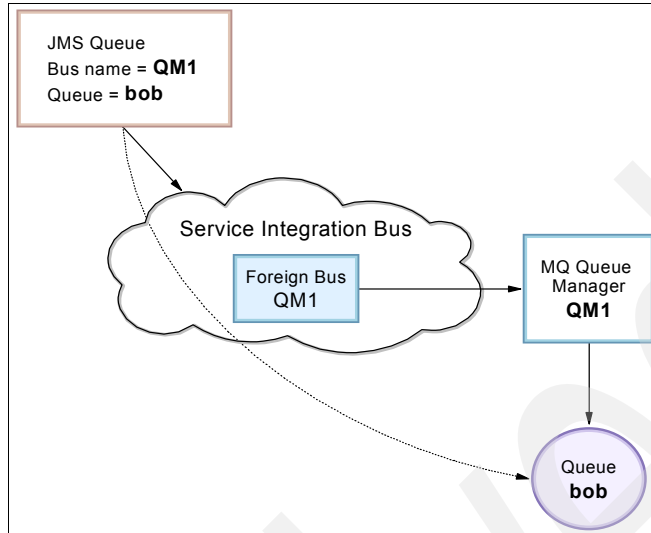 JMS Queue
Bus name = QM1
Queue = bob
Service Integration Bus
Foreign Bus
QM1
MQ Queue
Manager
QM1
Queue
bob